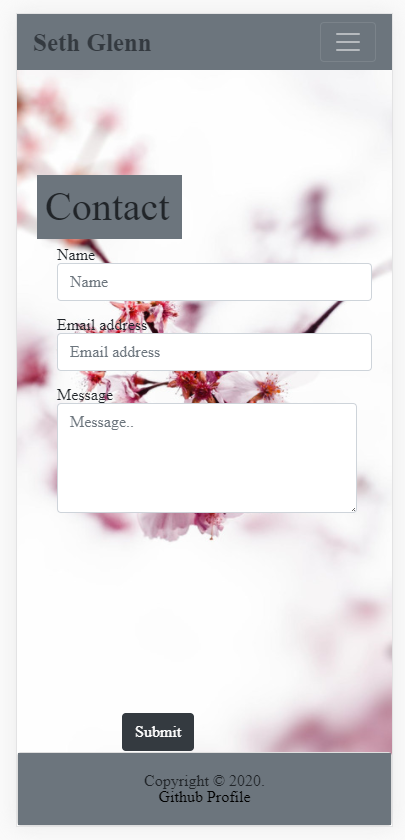 Seth Glenn
Contact
Name
Name
Email address
Email address
Message
Message..
Submit
Copyright © 2020.
Github Profile